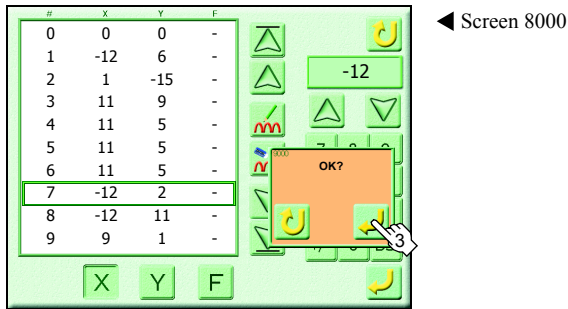 # X Y F
0 0 0 -
1 -12 6 -
2 1 -15 -
3 11 9 -
4 11 5 -
5 11 5 -
6 11 5 -
7 -12 2 -
8 -12 11 -
9 9 1 -
X Y F
-12
9000
OK?
3
◀ Screen 8000